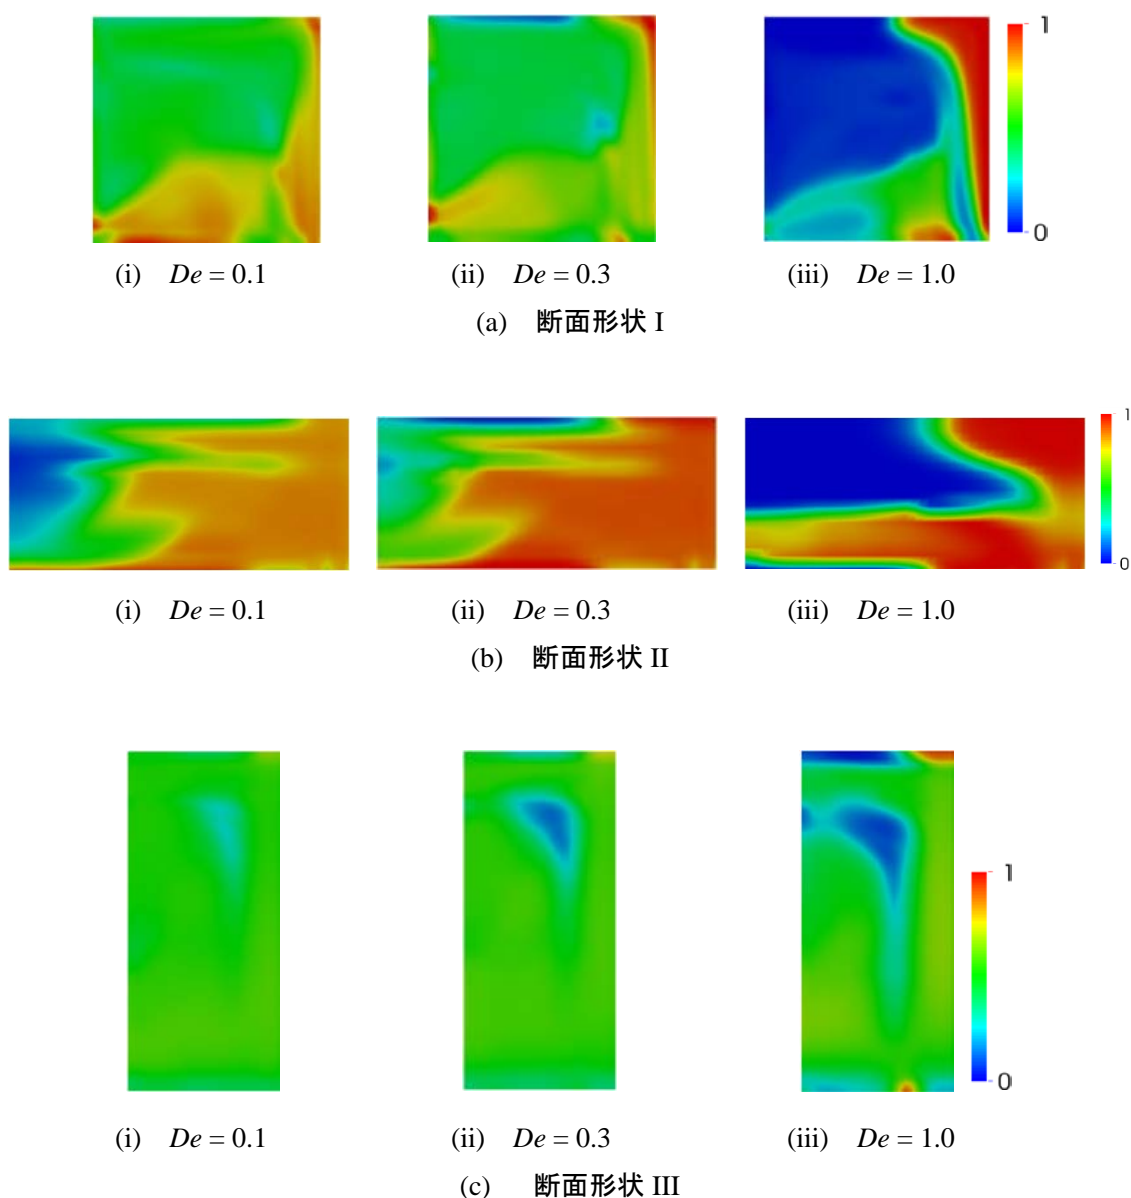 1
0
(i) De = 0.1 (ii) De = 0.3 (iii) De = 1.0
(a) 断面形状 I
1
0
(i) De = 0.1 (ii) De = 0.3 (iii) De = 1.0
(b) 断面形状 II
1
0
(i) De = 0.1 (ii) De = 0.3 (iii) De = 1.0
(c) 断面形状 III